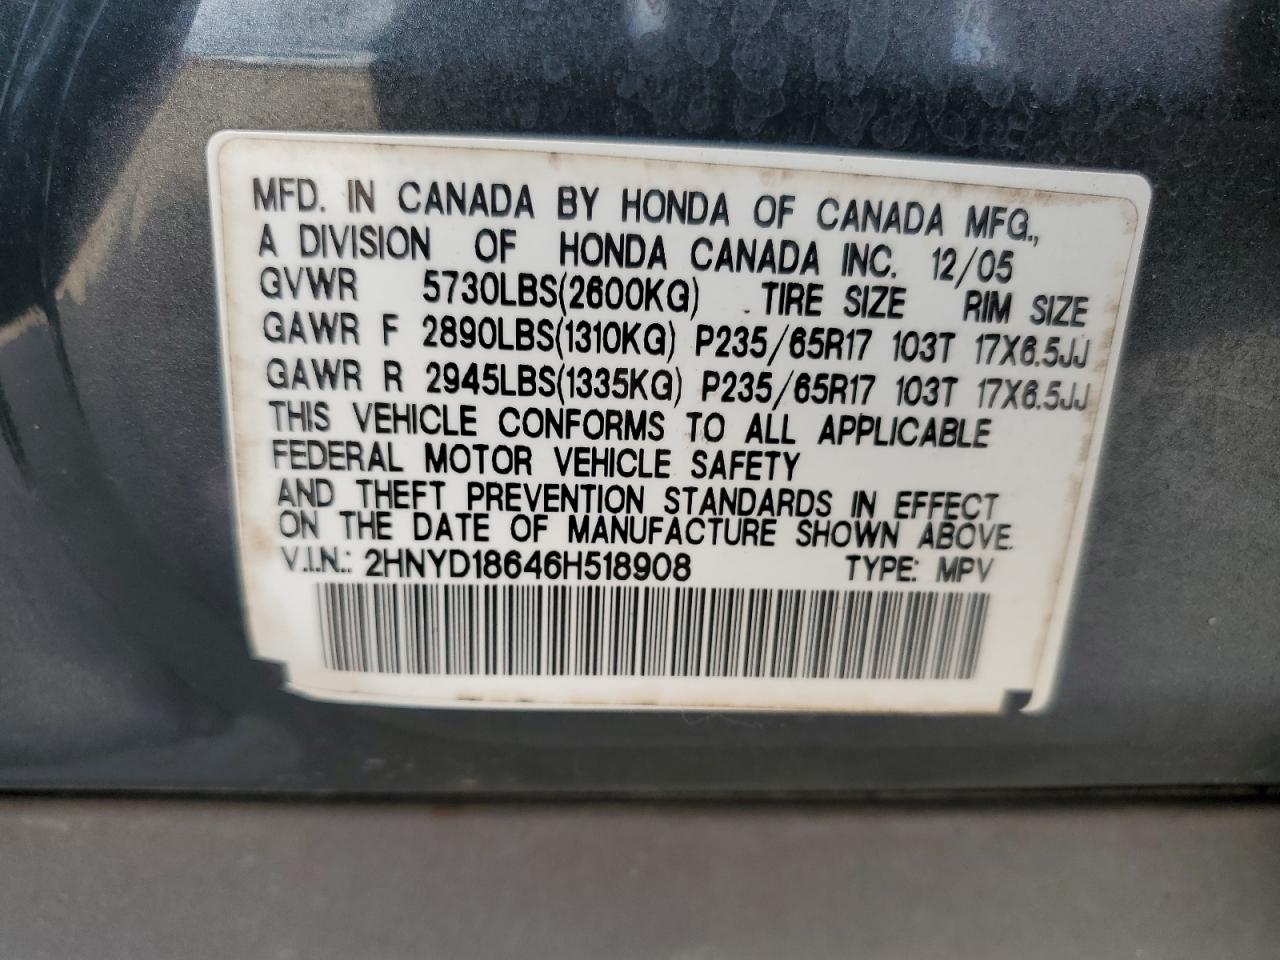 MFD. IN CANADA BY HONDA OF CANADA MFG.,
A DIVISION OF HONDA CANADA INC. 12/05
GVWR 5730LBS(2600KG) TIRE SIZE RIM SIZE
GAWR F 2890LBS(1310KG) P235/65R17 103T 17X6.5JJ
GAWR R 2945LBS(1335KG) P235/65R17 103T 17X6.5JJ
THIS VEHICLE CONFORMS TO ALL APPLICABLE
FEDERAL MOTOR VEHICLE SAFETY
AND THEFT PREVENTION STANDARDS IN EFFECT
ON THE DATE OF MANUFACTURE SHOWN ABOVE.
V.I.N.: 2HNYD18646H518908 TYPE: MPV